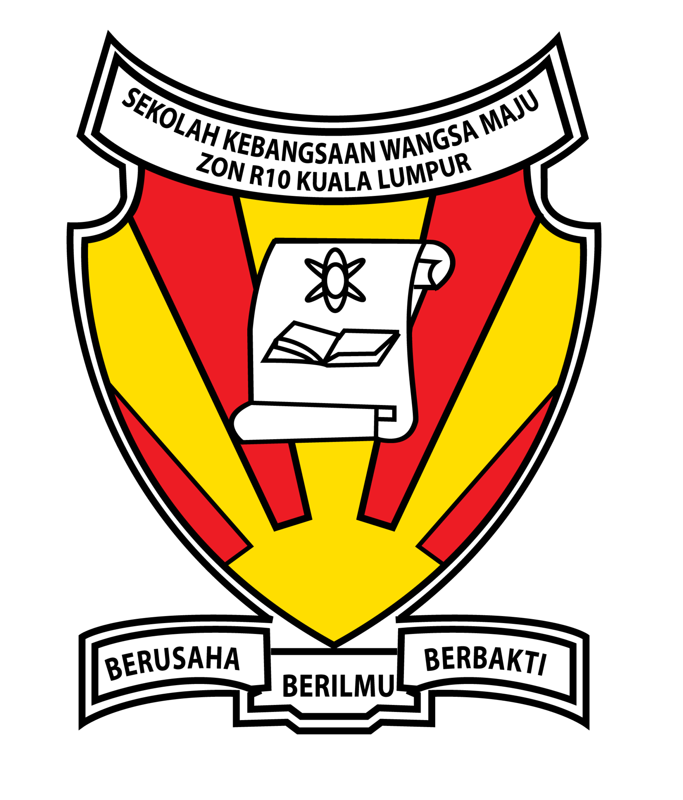 SEKOLAH KEBANGSAAN WANGSA MAJU
ZON R10 KUALA LUMPUR
BERUSAHA
BERILMU
BERBAKTI